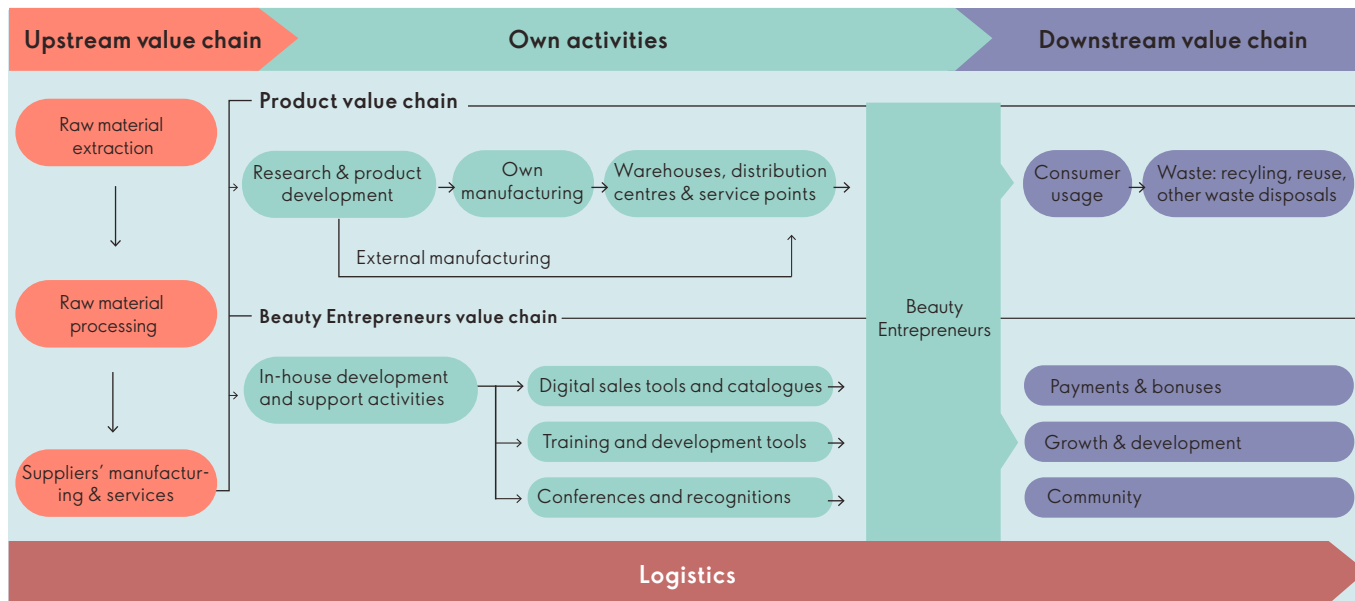 Upstream value chain
Own activities
Downstream value chain
Product value chain
Raw material
extraction
Research & product
development
Own
manufacturing
Warehouses, distribution
centres & service points
Consumer
usage
Waste: recyling, reuse,
other waste disposals
External manufacturing
Raw material
processing
Beauty Entrepreneurs value chain
Beauty
Entrepreneurs
In-house development
and support activities
Digital sales tools and catalogues
Payments & bonuses
Training and development tools
Growth & development
Suppliers' manufactur-
ing & services
Conferences and recognitions
Community
Logistics